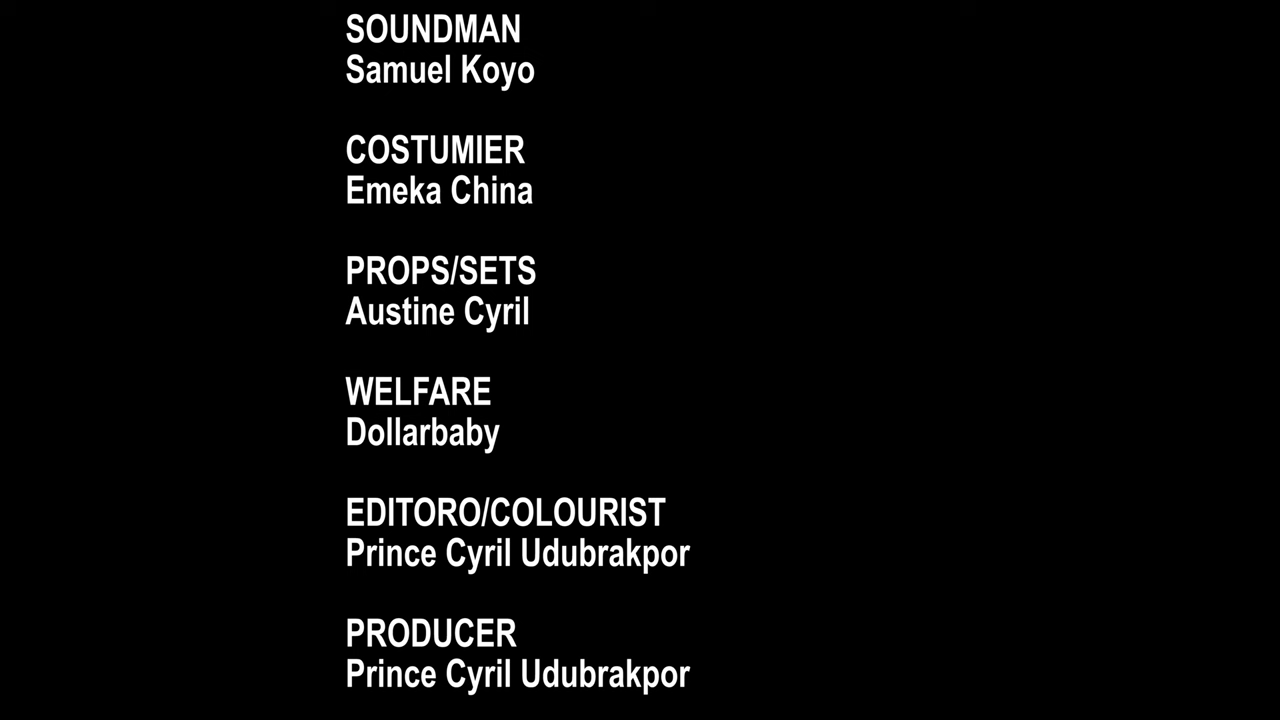 SOUNDMAN
Samuel Koyo
COSTUMIER
Emeka China
PROPS/SETS
Austine Cyril
WELFARE
Dollarbaby
EDITORO/COLOURIST
Prince Cyril Udubrakpor
PRODUCER
Prince Cyril Udubrakpor